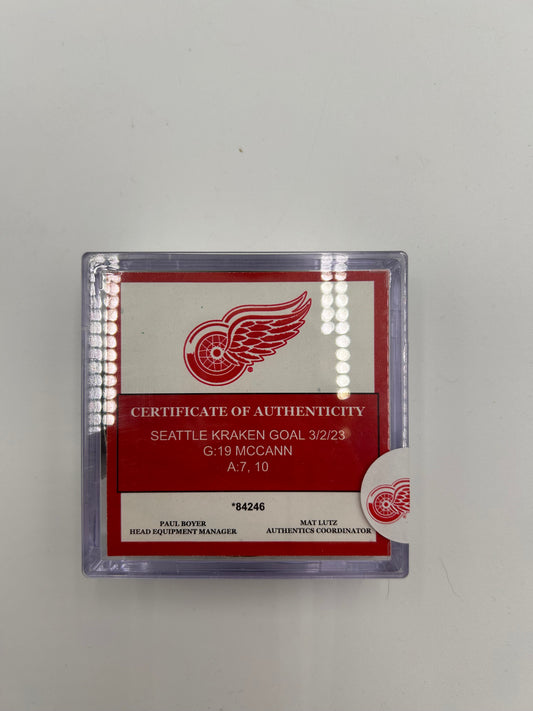 CERTIFICATE OF AUTHENTICITY
SEATTLE KRAKEN GOAL 3/2/23
G:19 MCCANN
A:7, 10
*84246
PAUL BOYER
HEAD EQUIPMENT MANAGER
MAT LUTZ
AUTHENTICS COORDINATOR